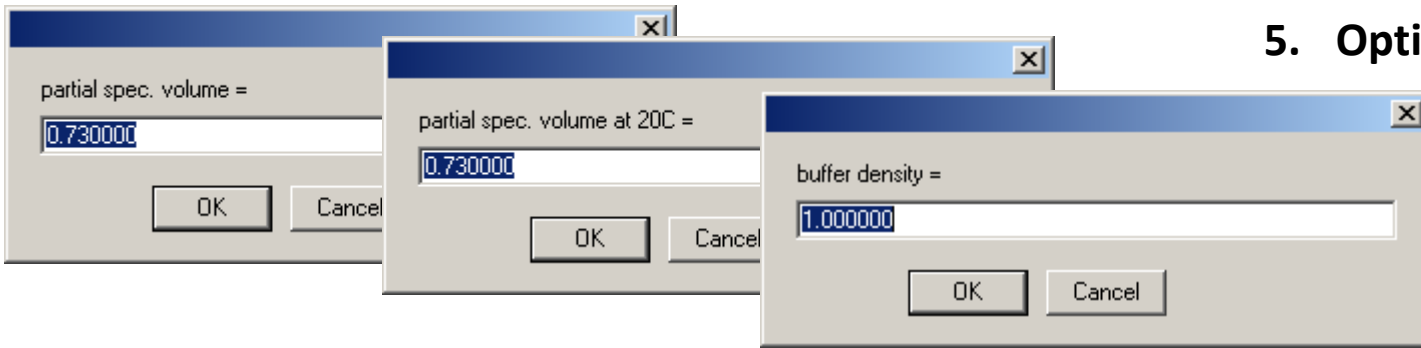 5. Opti
partial spec. volume =
0.730000
OK Cancel
partial spec. volume at 20C =
0.730000
OK Cancel
buffer density =
1.000000
OK Cancel